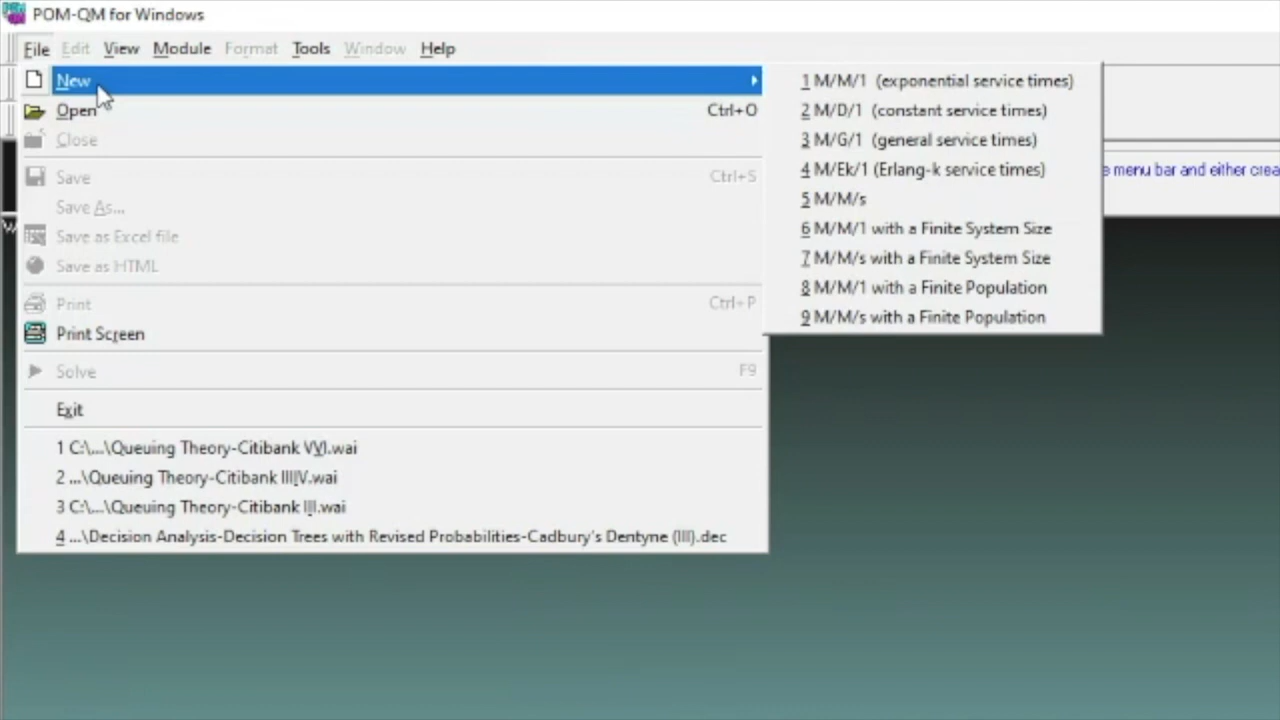 POM-QM for Windows
File Edit View Module Format Tools Window Help
New
Open Ctrl+O
Close
Save Ctrl+S
Save As...
Save as Excel file
Save as HTML
Print Ctrl+P
Print Screen
Solve F9
Exit
1 C:\...\Queuing Theory-Citibank VVI.wai
2 ...\Queuing Theory-Citibank IIIIV.wai
3 C:\...\Queuing Theory-Citibank III.wai
4 ...\Decision Analysis-Decision Trees with Revised Probabilities-Cadbury's Dentyne (III).dec
1 M/M/1 (exponential service times)
2 M/D/1 (constant service times)
3 M/G/1 (general service times)
4 M/Ek/1 (Erlang-k service times)
5 M/M/s
6 M/M/1 with a Finite System Size
7 M/M/s with a Finite System Size
8 M/M/1 with a Finite Population
9 M/M/s with a Finite Population
menu bar and either